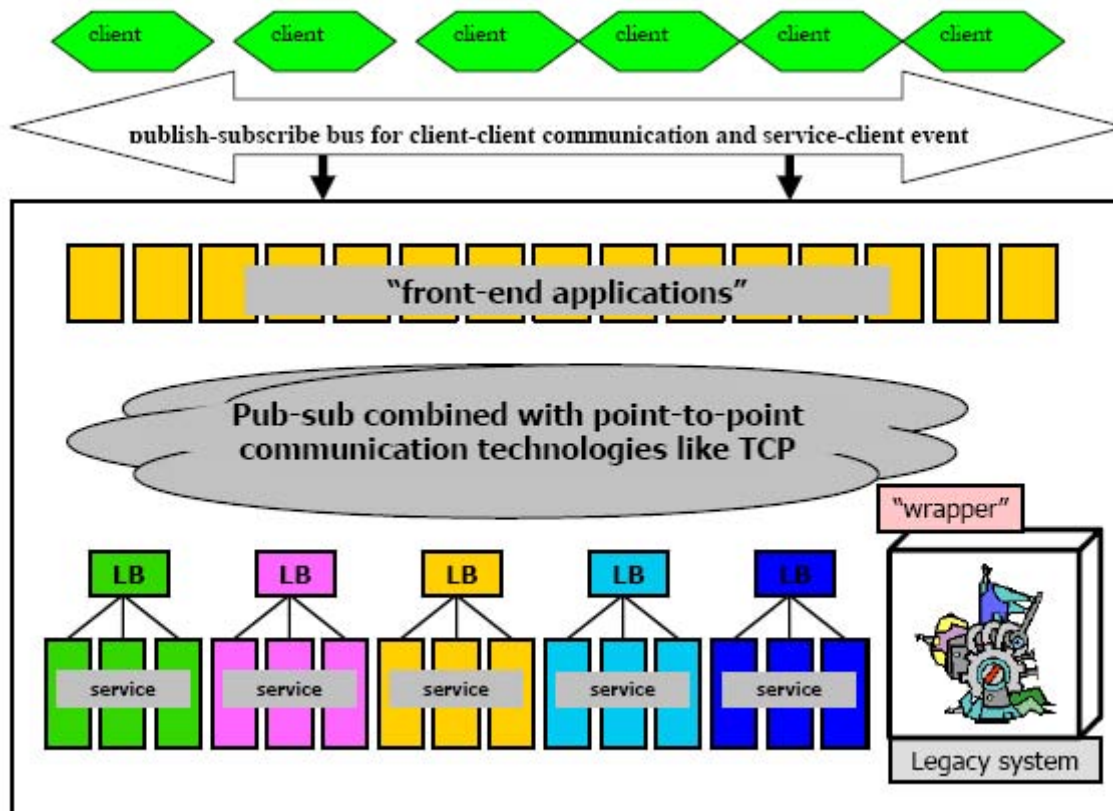 client
client
client
client
client
client
publish-subscribe bus for client-client communication and service-client event
“front-end applications”
Pub-sub combined with point-to-point
communication technologies like TCP
“wrapper”
LB
LB
LB
LB
LB
service
service
service
service
service
Legacy system